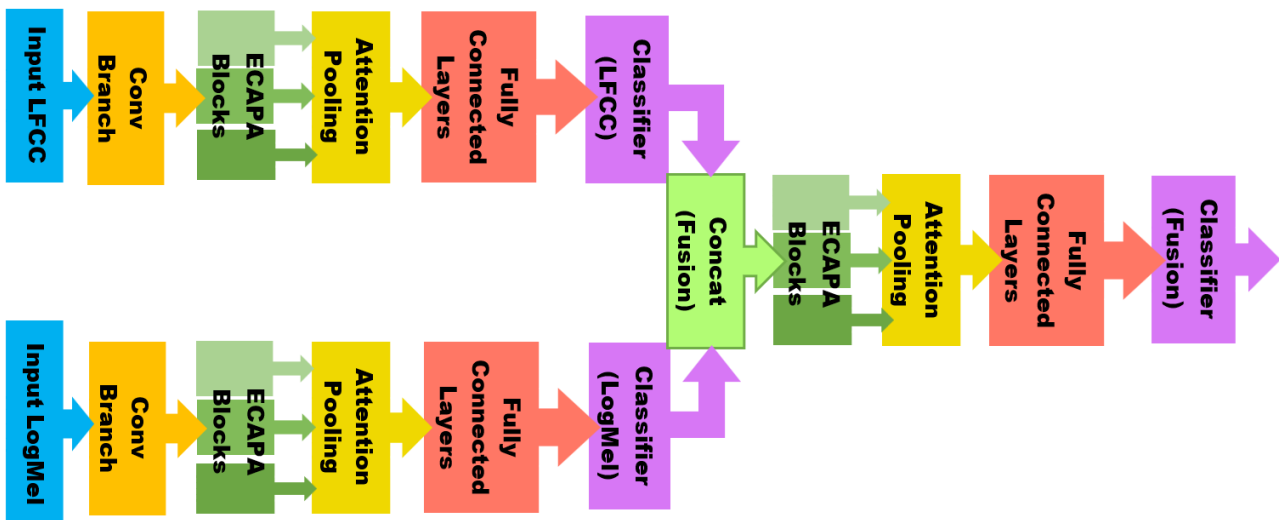 Input LFCC
Conv
Branch
ECAPA
Blocks
Attention
Pooling
Fully
Connected
Layers
Classifier
(LFCC)
Concat
(Fusion)
ECAPA
Blocks
Attention
Pooling
Fully
Connected
Layers
Classifier
(Fusion)
Input LogMel
Conv
Branch
ECAPA
Blocks
Attention
Pooling
Fully
Connected
Layers
Classifier
(LogMel)